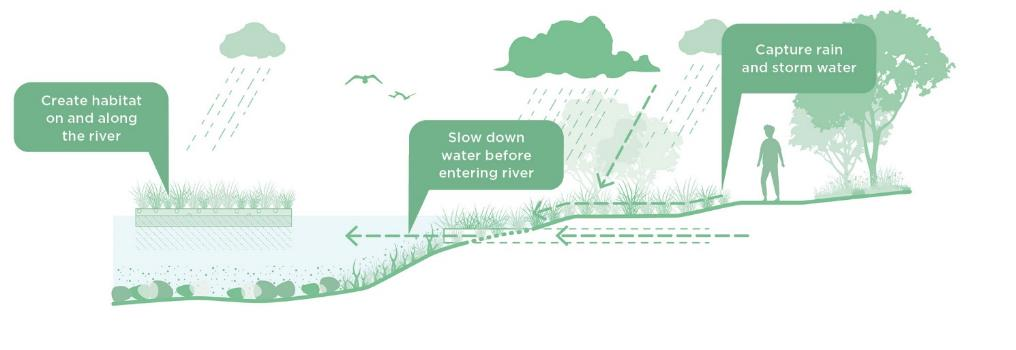 Create habitat
on and along
the river
Slow down
water before
entering river
Capture rain
and storm water